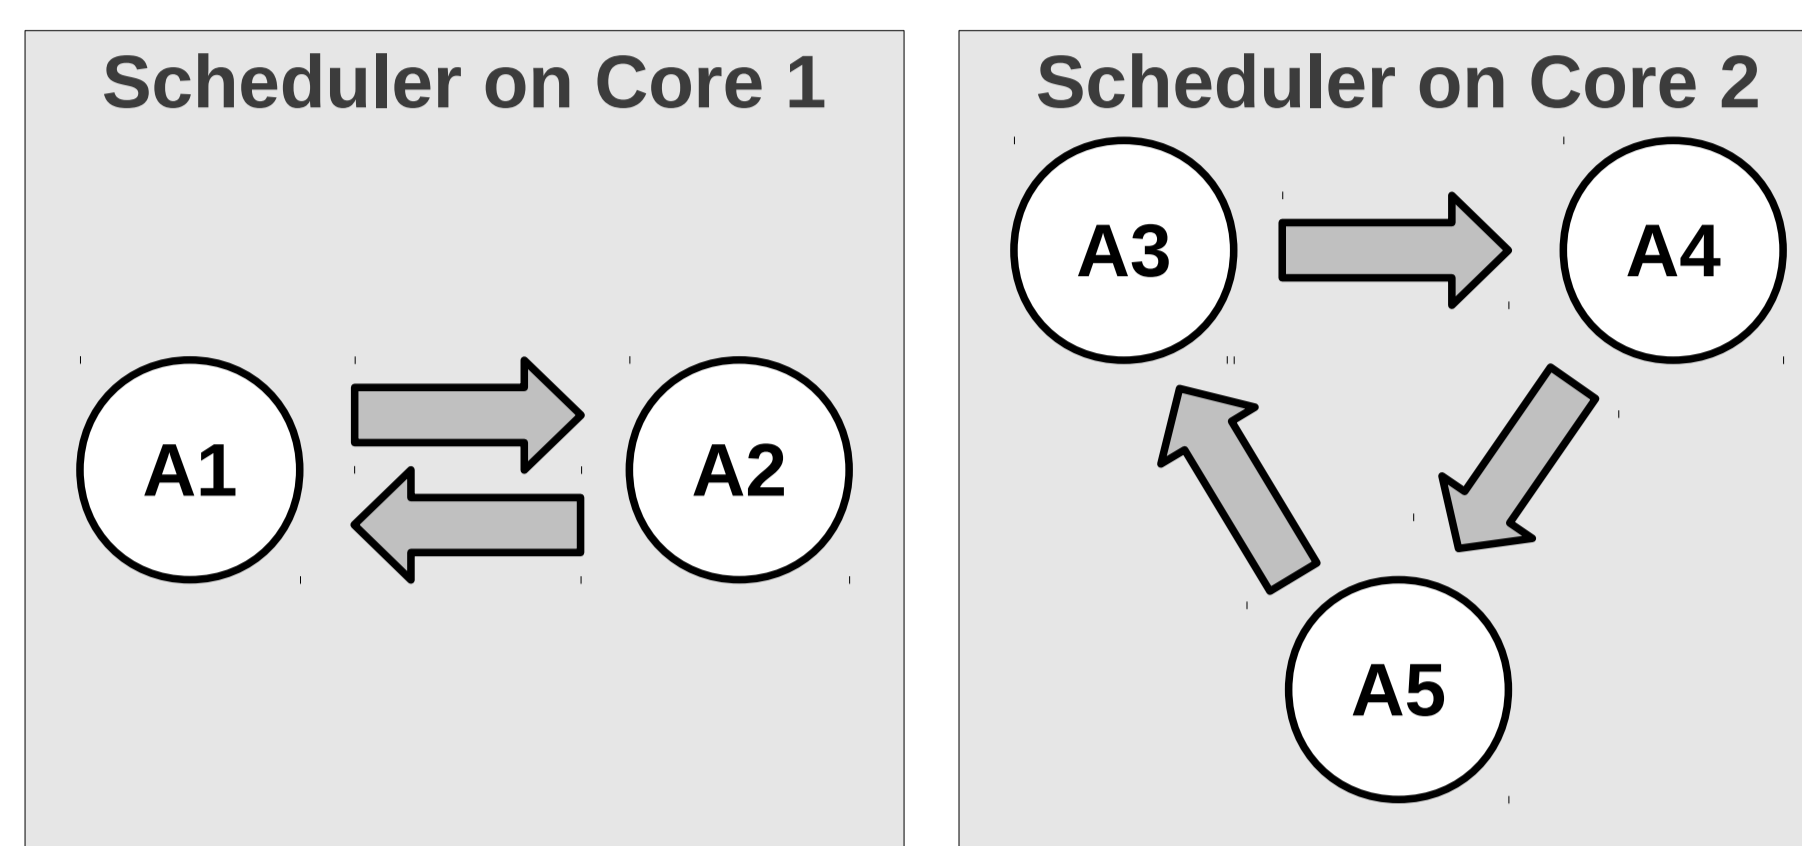 Scheduler on Core 1
A1
A2
Scheduler on Core 2
A3
A4
A5